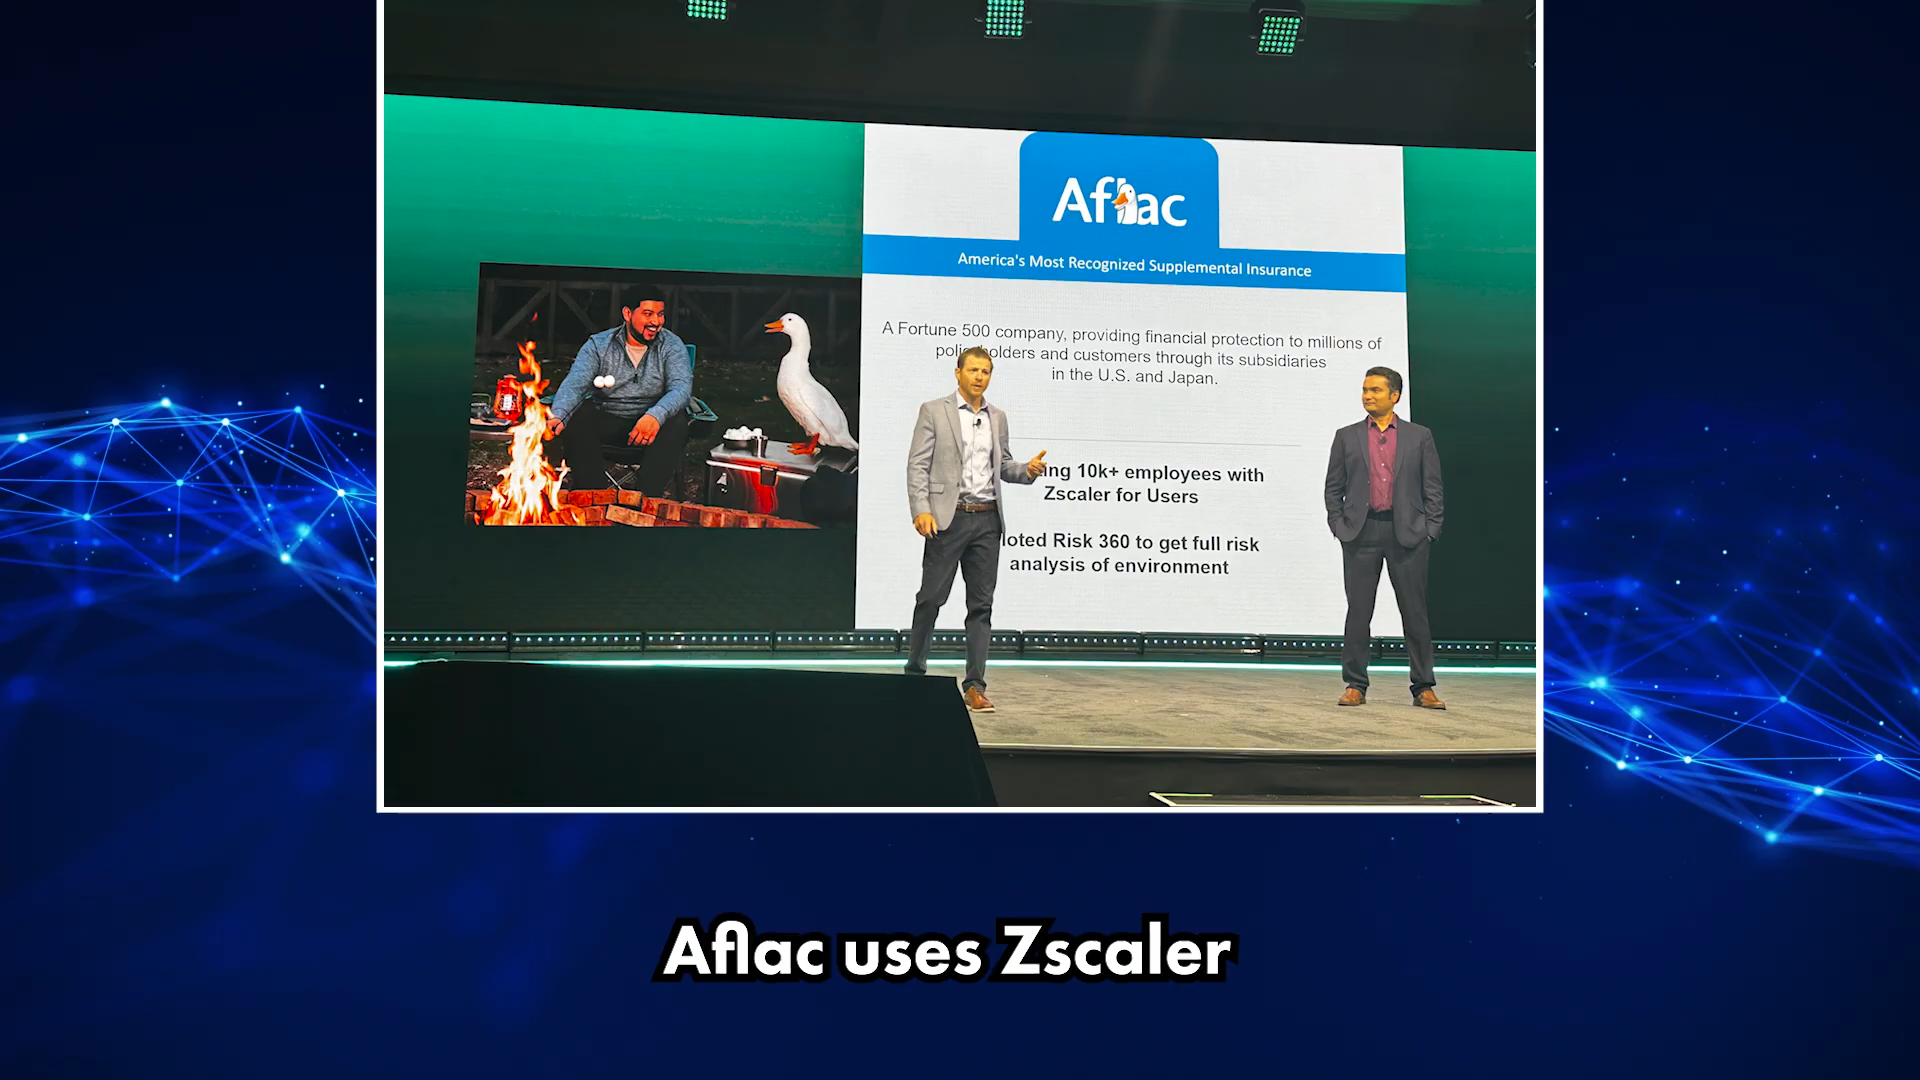 Aflac
America's Most Recognized Supplemental Insurance
A Fortune 500 company, providing financial protection to millions of
and customers through its subsidiaries
in the U.S. and Japan.
10k+ employees with
Zscaler for Users
Risk 360 to get full risk
analysis of environment
Aflac uses Zscaler